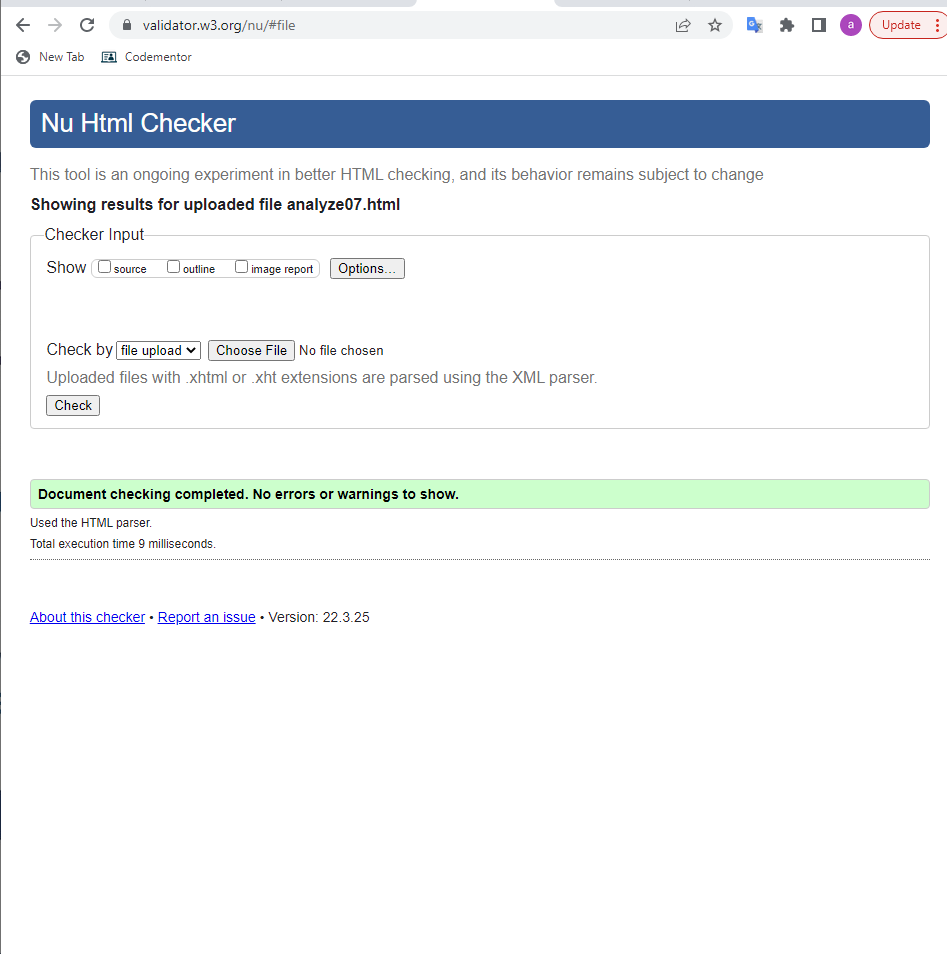 validator.w3.org/nu/#file
a
Update
New Tab
Codementor
Nu Html Checker
This tool is an ongoing experiment in better HTML checking, and its behavior remains subject to change
Showing results for uploaded file analyze07.html
Checker Input
Show source outline image report Options...
Check by file upload Choose File No file chosen
Uploaded files with .xhtml or .xht extensions are parsed using the XML parser.
Check
Document checking completed. No errors or warnings to show.
Used the HTML parser.
Total execution time 9 milliseconds.
About this checker • Report an issue • Version: 22.3.25